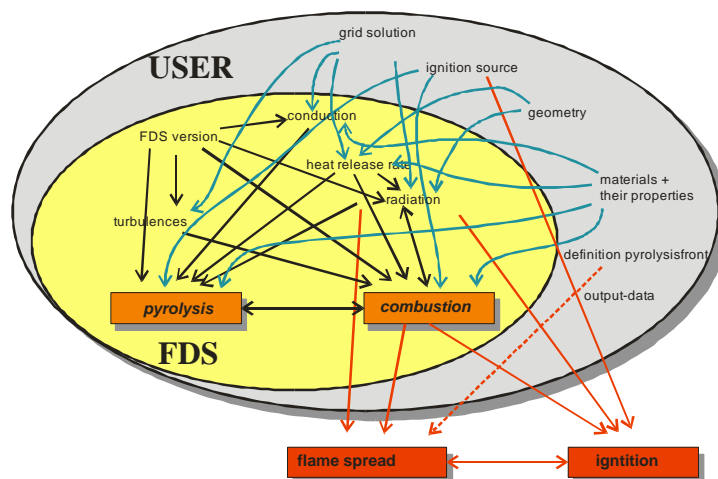 grid solution
USER
ignition source
conduction
geometry
FDS version
heat release rate
materials +
their properties
radiation
turbulences
definition pyrolysisfront
output-data
pyrolysis
combustion
FDS
flame spread
igntition